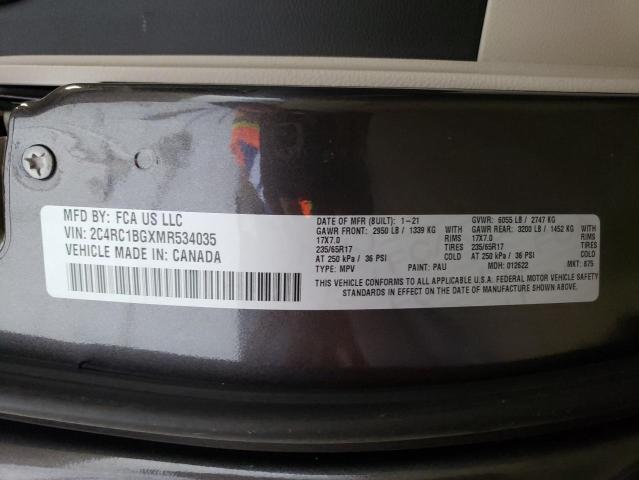 MFD BY: FCA US LLC
VIN: 2C4RC1BGXMR534035
VEHICLE MADE IN: CANADA
DATE OF MFR (BUILT): 1-21
GAWR FRONT: 2950 LB / 1339 KG
17X7.0 RIMS
235/65R17 TIRES
AT 250 kPa / 36 PSI COLD
TYPE: MPV PAINT: PAU
GVWR: 6055 LB / 2747 KG
GAWR REAR: 3200 LB / 1452 KG
17X7.0 RIMS
235/65R17 TIRES
AT 250 kPa / 36 PSI COLD
MDH: 012622 MKT: 875
THIS VEHICLE CONFORMS TO ALL APPLICABLE U.S.A. FEDERAL MOTOR VEHICLE SAFETY
STANDARDS IN EFFECT ON THE DATE OF MANUFACTURE SHOWN ABOVE.